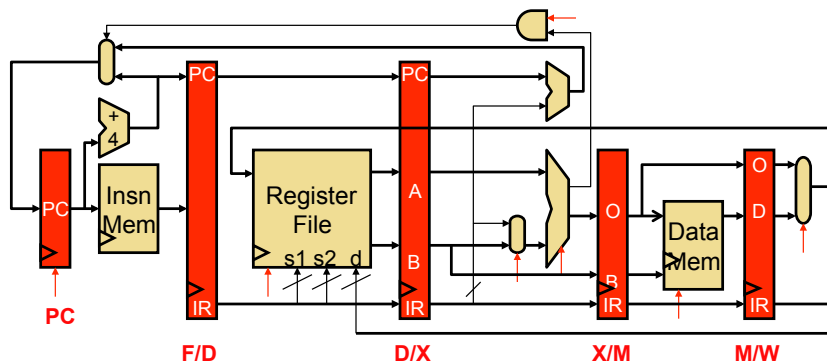 PC
PC
+
4
PC
Insn
Mem
Register
File
s1 s2 d
A
B
O
B
Data
Mem
O
D
IR
IR
IR
IR
PC
F/D
D/X
X/M
M/W